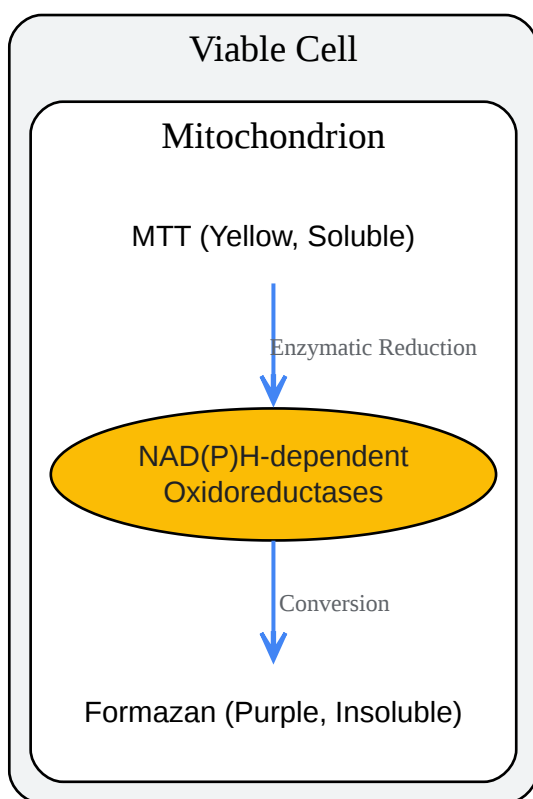 Viable Cell
Mitochondrion
MTT (Yellow, Soluble)
Enzymatic Reduction
NAD(P)H-dependent
Oxidoreductases
Conversion
Formazan (Purple, Insoluble)